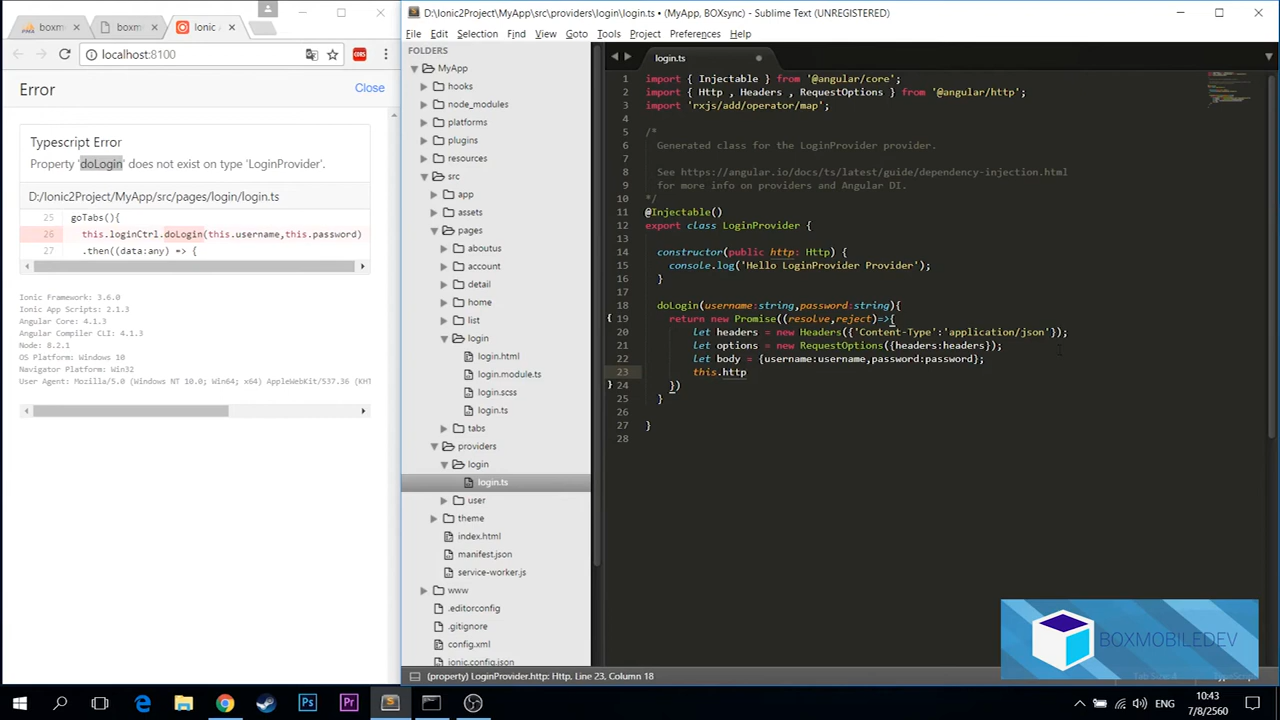 boxm
boxm
Ionic
localhost:8100
CORS
Error
Close
Typescript Error
Property 'doLogin' does not exist on type 'LoginProvider'.
D:/Ionic2Project/MyApp/src/pages/login/login.ts
25 goTabs(){
26 this.loginCtrl.doLogin(this.username,this.password)
27 .then((data:any) => {
Ionic Framework: 3.6.0
Ionic App Scripts: 2.1.3
Angular Core: 4.1.3
Angular Compiler CLI: 4.1.3
Node: 8.2.1
OS Platform: Windows 10
Navigator Platform: Win32
User Agent: Mozilla/5.0 (Windows NT 10.0; Win64; x64) AppleWebKit/537.36 (KHT
D:\Ionic2Project\MyApp\src\providers\login\login.ts • (MyApp, BOXsync) - Sublime Text (UNREGISTERED)
File Edit Selection Find View Goto Tools Project Preferences Help
FOLDERS
MyApp
hooks
node_modules
platforms
plugins
resources
src
app
assets
pages
aboutus
account
detail
home
list
login
login.html
login.module.ts
login.scss
login.ts
tabs
providers
login
login.ts
user
theme
index.html
manifest.json
service-worker.js
www
.editorconfig
.gitignore
config.xml
ionic.config.json
login.ts
1 import { Injectable } from '@angular/core';
2 import { Http , Headers , RequestOptions } from '@angular/http';
3 import 'rxjs/add/operator/map';
4
5 /*
6 Generated class for the LoginProvider provider.
7
8 See https://angular.io/docs/ts/latest/guide/dependency-injection.html
9 for more info on providers and Angular DI.
10 */
11 @Injectable()
12 export class LoginProvider {
13
14 constructor(public http: Http) {
15 console.log('Hello LoginProvider Provider');
16 }
17
18 doLogin(username:string,password:string){
19 return new Promise((resolve,reject)=>{
20 let headers = new Headers({'Content-Type':'application/json'});
21 let options = new RequestOptions({headers:headers});
22 let body = {username:username,password:password};
23 this.http
24 })
25 }
26
27 }
28
BOXMOBILEDEV
(property) LoginProvider.http: Http, Line 23, Column 18
Tab Size: 4
TypeScript
Ps
Pr
S
ENG
10:43
7/8/2560